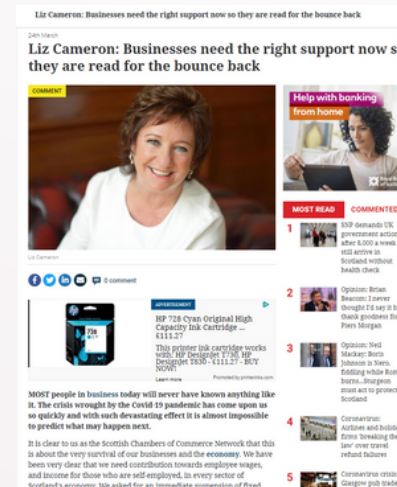 Liz Cameron: Businesses need the right support now so they are read for the bounce back
24th March
Liz Cameron: Businesses need the right support now s
they are read for the bounce back
COMMENT
Liz Cameron
0 comment
ADVERTISEMENT
HP 728 Cyan Original High
Capacity Ink Cartridge ...
€111.27
This printer ink cartridge works
with: HP DesignJet T730, HP
DesignJet T830 - €111.27 - BUY
NOW!
Learn more
Promoted by
728
MOST people in business today will never have known anything like
it. The crisis wrought by the Covid-19 pandemic has come upon us
so quickly and with such devastating effect it is almost impossible
to predict what may happen next.
It is clear to us as the Scottish Chambers of Commerce Network that this
is about the very survival of our businesses and the economy. We have
been very clear that we need contribution towards employee wages,
and income for those who are self-employed, in every sector of
Scotland's economy. We asked for an immediate suspension of fixed
Help with banking
from home
MOST READ
COMMENTED
1
SNP demands UK
government action
after 8,000 a week
still arrive in
Scotland without
health check
2
Opinion: Brian
Beacom: I never
thought I'd say it b
thank goodness fo
Piers Morgan
3
Opinion: Neil
Mackay: Boris
Johnson is Nero,
fiddling while Rom
burns...Sturgeon
must act to protect
Scotland
4
Coronavirus:
Airlines and holida
firms 'breaking the
law' over travel
refund failures
5
Coronavirus crisis
Glasgow pub trade